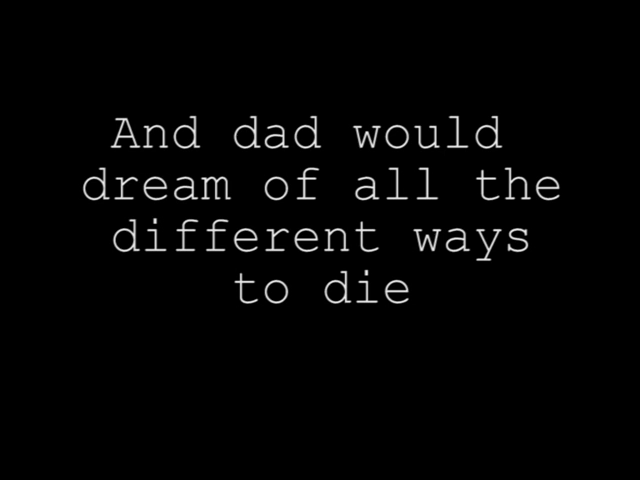 And dad would
dream of all the
different ways
to die